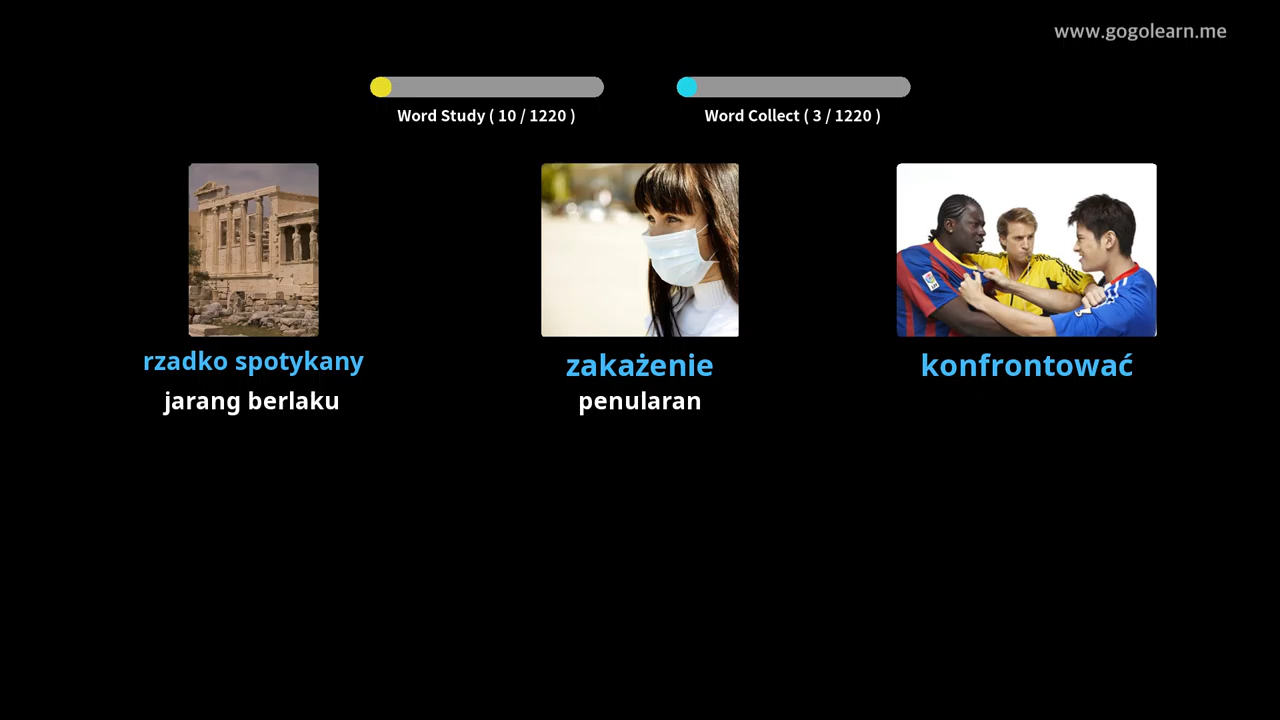 www.gogolearn.me
Word Study ( 10 / 1220 )
Word Collect ( 3 / 1220 )
rzadko spotykany
jarang berlaku
zakażenie
penularan
konfrontować